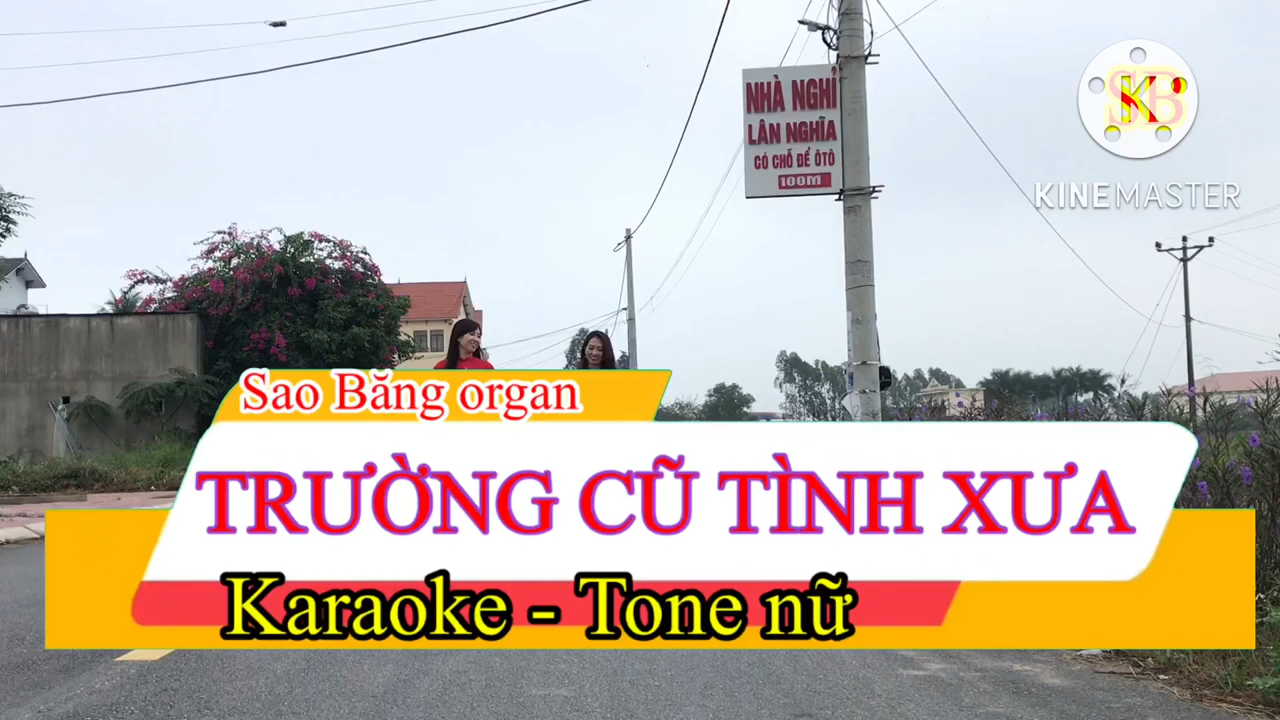 NHÀ NGHỈ
LÂN NGHĨA
CÓ CHỖ ĐỂ ÔTÔ
100M
SKB
KINEMASTER
Sao Băng organ
TRƯỜNG CŨ TÌNH XƯA
Karaoke - Tone nữ